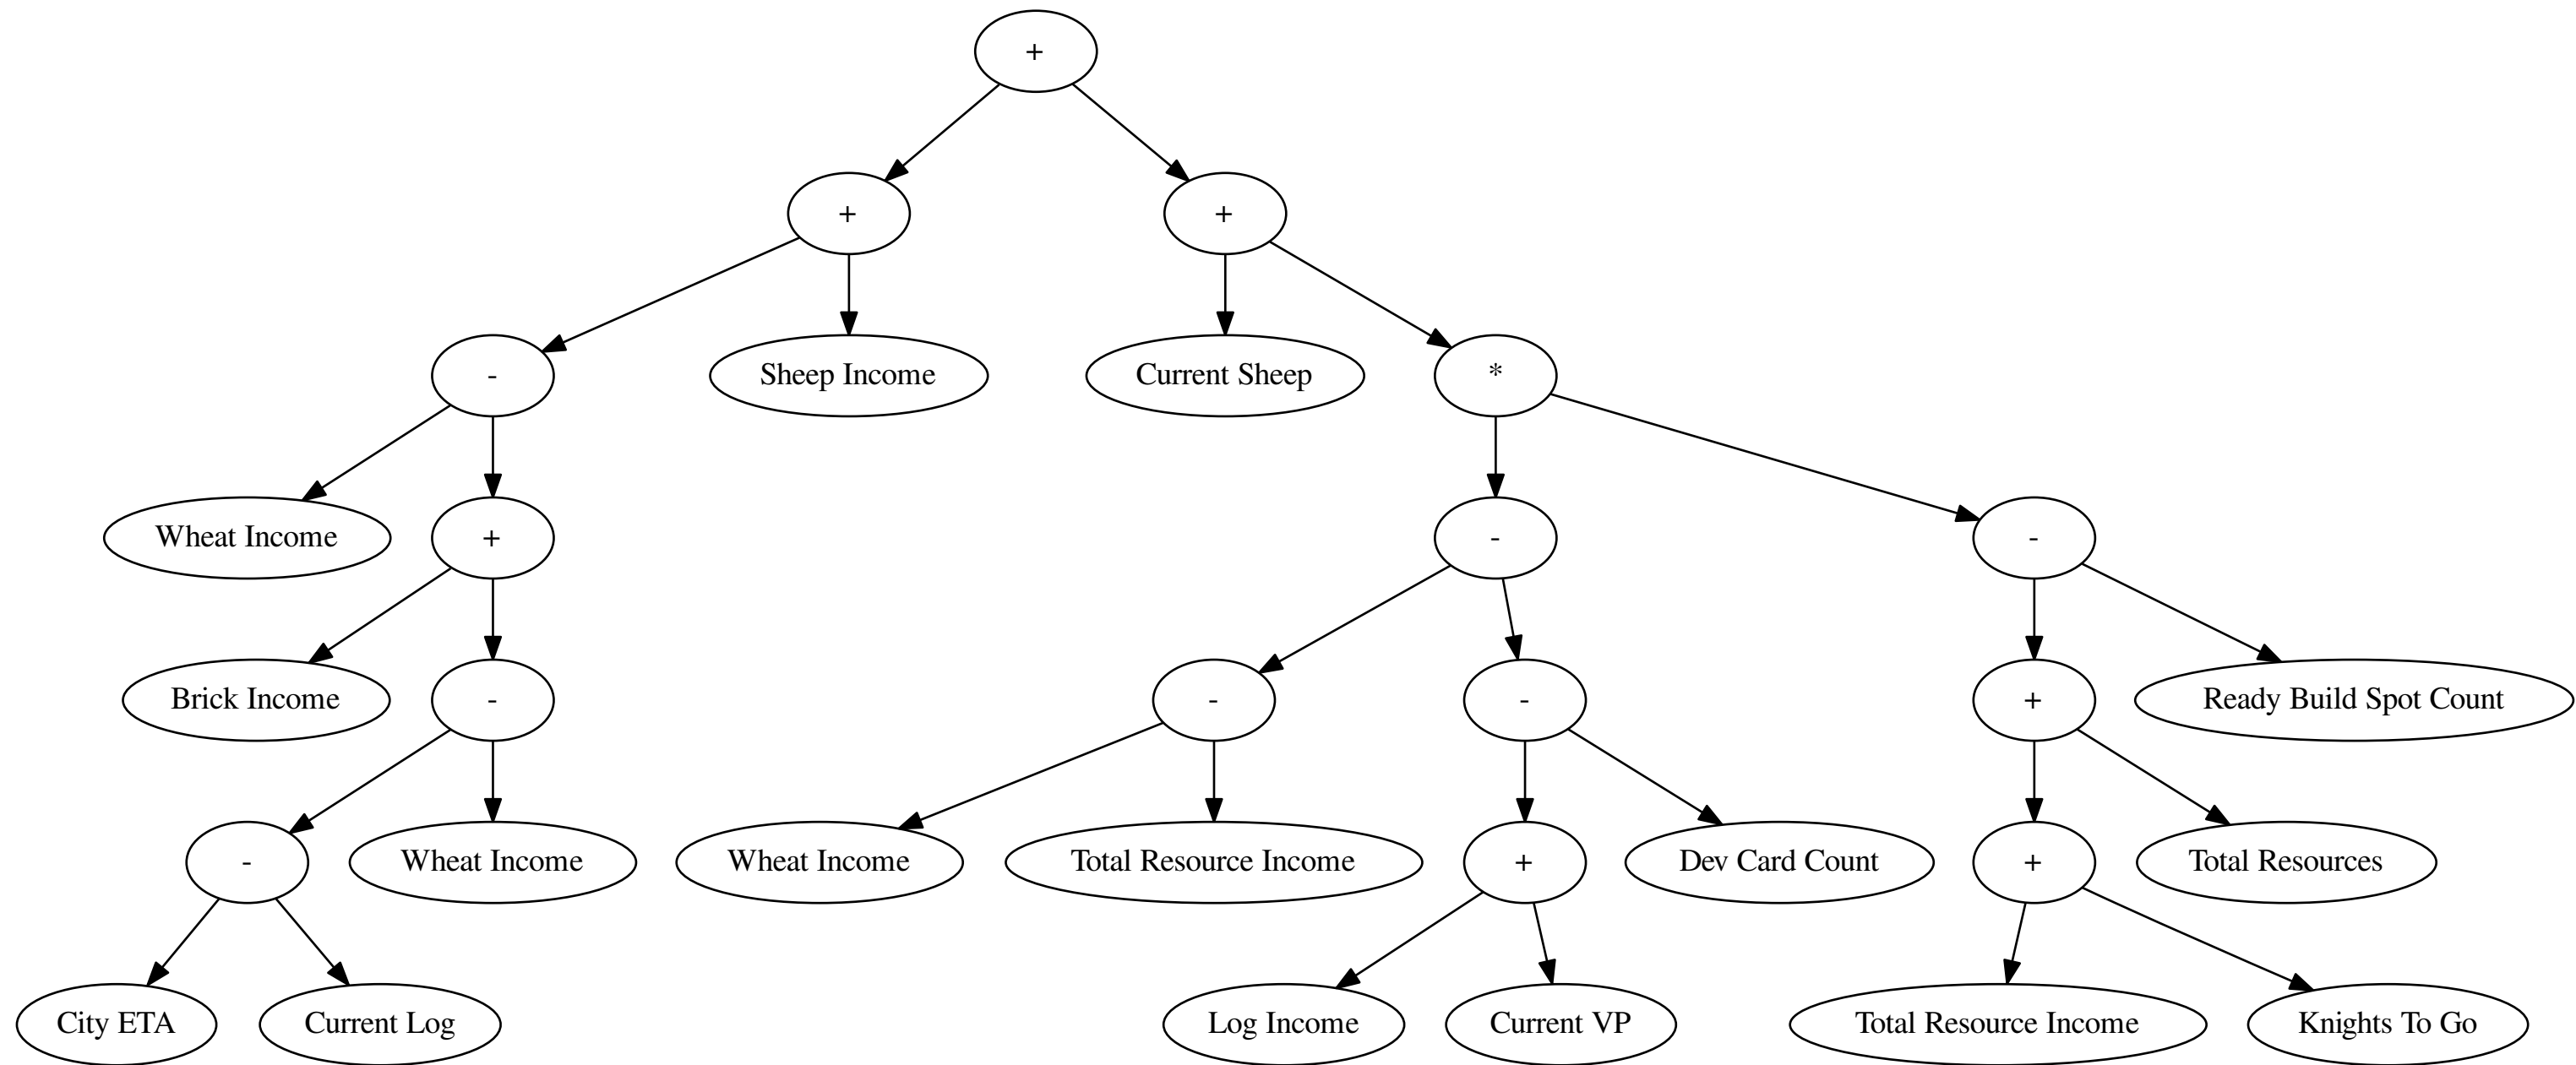 +
+
+
-
Sheep Income
Current Sheep
*
Wheat Income
+
-
-
Brick Income
-
-
-
+
Ready Build Spot Count
-
Wheat Income
Wheat Income
Total Resource Income
+
Dev Card Count
+
Total Resources
City ETA
Current Log
Log Income
Current VP
Total Resource Income
Knights To Go